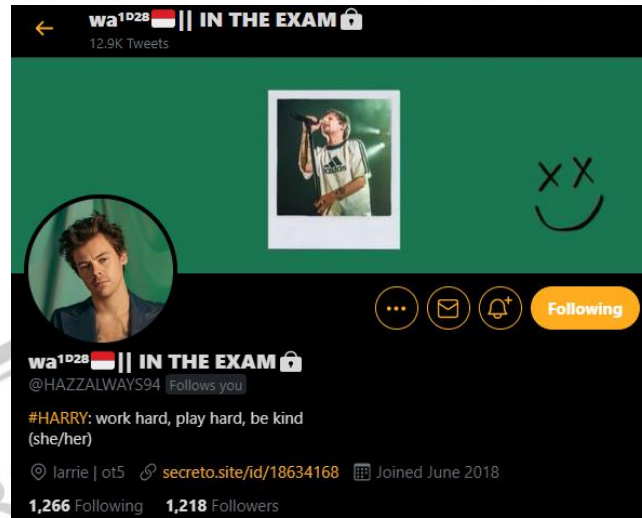 wa¹ᴰ²⁸🇮🇩|| IN THE EXAM🔒
12.9K Tweets
adidas
Following
wa¹ᴰ²⁸🇮🇩|| IN THE EXAM🔒
@HAZZALWAYS94 Follows you
#HARRY: work hard, play hard, be kind
(she/her)
larrie | ot5 secreto.site/id/18634168 Joined June 2018
1,266 Following 1,218 Followers